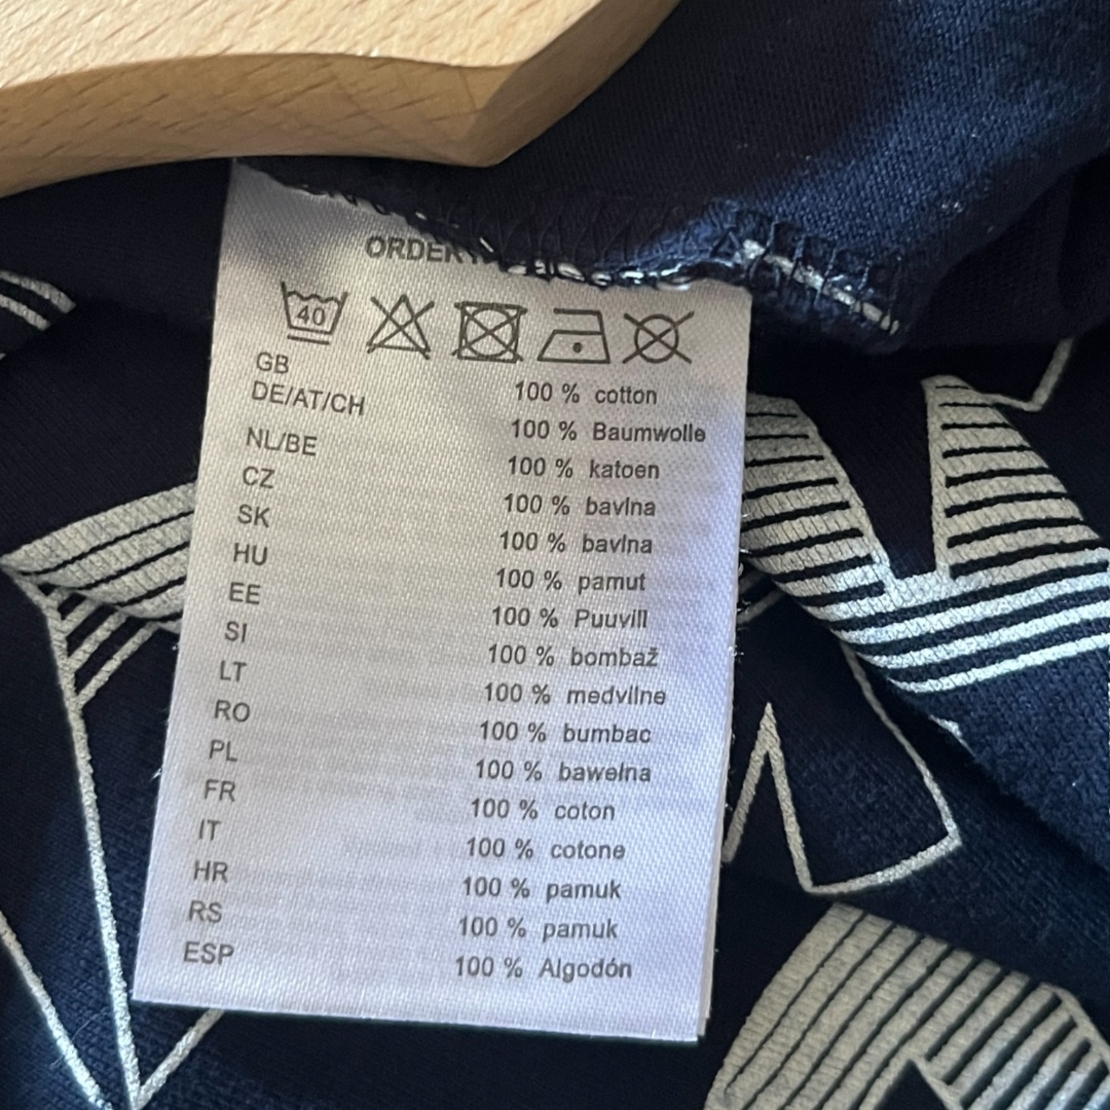 40
GB 100 % cotton
DE/AT/CH 100 % Baumwolle
NL/BE 100 % katoen
CZ 100 % bavlna
SK 100 % bavlna
HU 100 % pamut
EE 100 % Puuvill
SI 100 % bombaž
LT 100 % medvilne
RO 100 % bumbac
PL 100 % bawełna
FR 100 % coton
IT 100 % cotone
HR 100 % pamuk
RS 100 % pamuk
ESP 100 % Algodón